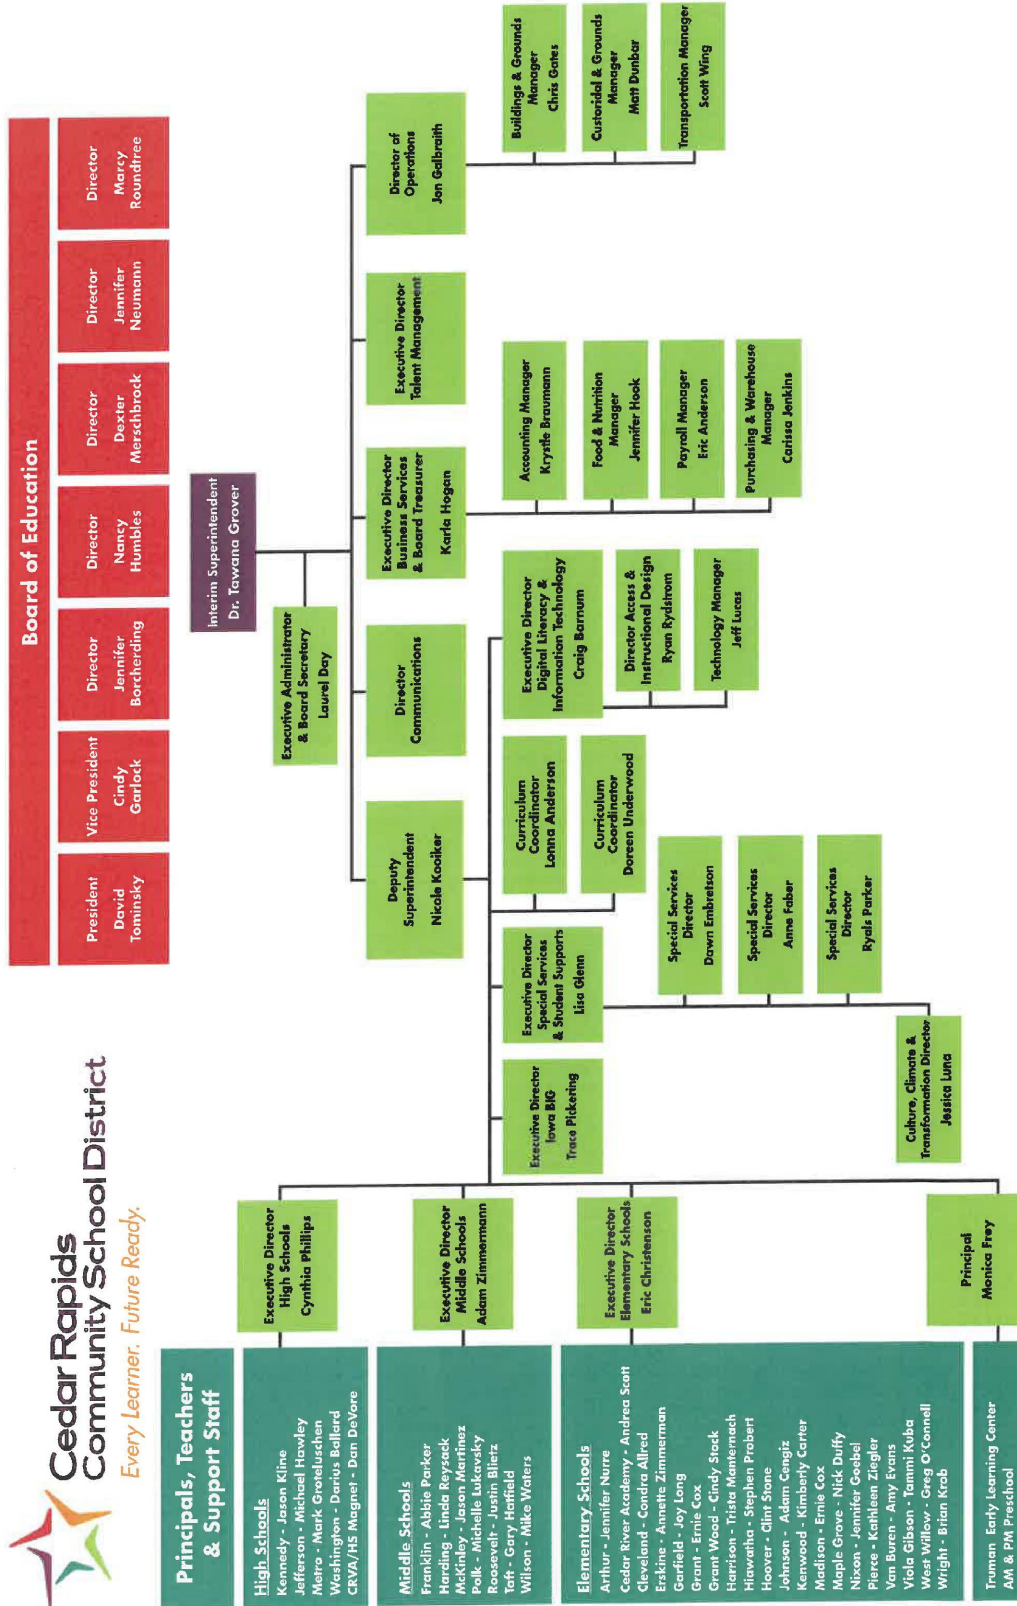 Cedar Rapids
Community School District
Every Learner. Future Ready.
Board of Education
President
David
Tominsky
Vice President
Cindy
Garlock
Director
Jennifer
Borcherding
Director
Nancy
Humbles
Director
Dexter
Merschbrock
Director
Jennifer
Neumann
Director
Marcy
Roundtree
Interim Superintendent
Dr. Tawana Grover
Executive Administrator
& Board Secretary
Laurel Day
Deputy
Superintendent
Nicole Kooiker
Director
Communications
Executive Director
Business Services
& Board Treasurer
Karla Hogan
Executive Director
Talent Management
Director of
Operations
Jon Galbraith
Executive Director
Iowa BIG
Trace Pickering
Executive Director
Special Services
& Student Supports
Lisa Glenn
Curriculum
Coordinator
Lonna Anderson
Curriculum
Coordinator
Doreen Underwood
Executive Director
Digital Literacy &
Information Technology
Craig Barnum
Director Access &
Instructional Design
Ryan Rydstrom
Technology Manager
Jeff Lucas
Accounting Manager
Krystle Braumann
Food & Nutrition
Manager
Jennifer Hook
Payroll Manager
Eric Anderson
Purchasing & Warehouse
Manager
Carissa Jenkins
Buildings & Grounds
Manager
Chris Gates
Custoridal & Grounds
Manager
Matt Dunbar
Transportation Manager
Scott Wing
Special Services
Director
Dawn Embretson
Special Services
Director
Anne Faber
Special Services
Director
Ryals Parker
Culture, Climate &
Transformation Director
Jessica Luna
Principals, Teachers
& Support Staff
High Schools
Kennedy - Jason Kline
Jefferson - Michael Hawley
Metro - Mark Groteluschen
Washington - Darius Ballard
CRVA/HS Magnet - Dan DeVore
Executive Director
High Schools
Cynthia Phillips
Middle Schools
Franklin - Abbie Parker
Harding - Linda Reysack
McKinley - Jason Martinez
Polk - Michelle Lukavsky
Roosevelt - Justin Blietz
Taft - Gary Hatfield
Wilson - Mike Waters
Executive Director
Middle Schools
Adam Zimmermann
Elementary Schools
Arthur - Jennifer Nurre
Cedar River Academy - Andrea Scott
Cleveland - Condra Allred
Erskine - Annette Zimmerman
Garfield - Joy Long
Grant - Ernie Cox
Grant Wood - Cindy Stock
Harrison - Trista Manternach
Hiawatha - Stephen Probert
Hoover - Clint Stone
Johnson - Adam Cengiz
Kenwood - Kimberly Carter
Madison - Ernie Cox
Maple Grove - Nick Duffy
Nixon - Jennifer Goebel
Pierce - Kathleen Ziegler
Van Buren - Amy Evans
Viola Gibson - Tammi Kuba
West Willow - Greg O'Connell
Wright - Brian Krob
Executive Director
Elementary Schools
Eric Christenson
Truman Early Learning Center
AM & PM Preschool
Principal
Monica Frey